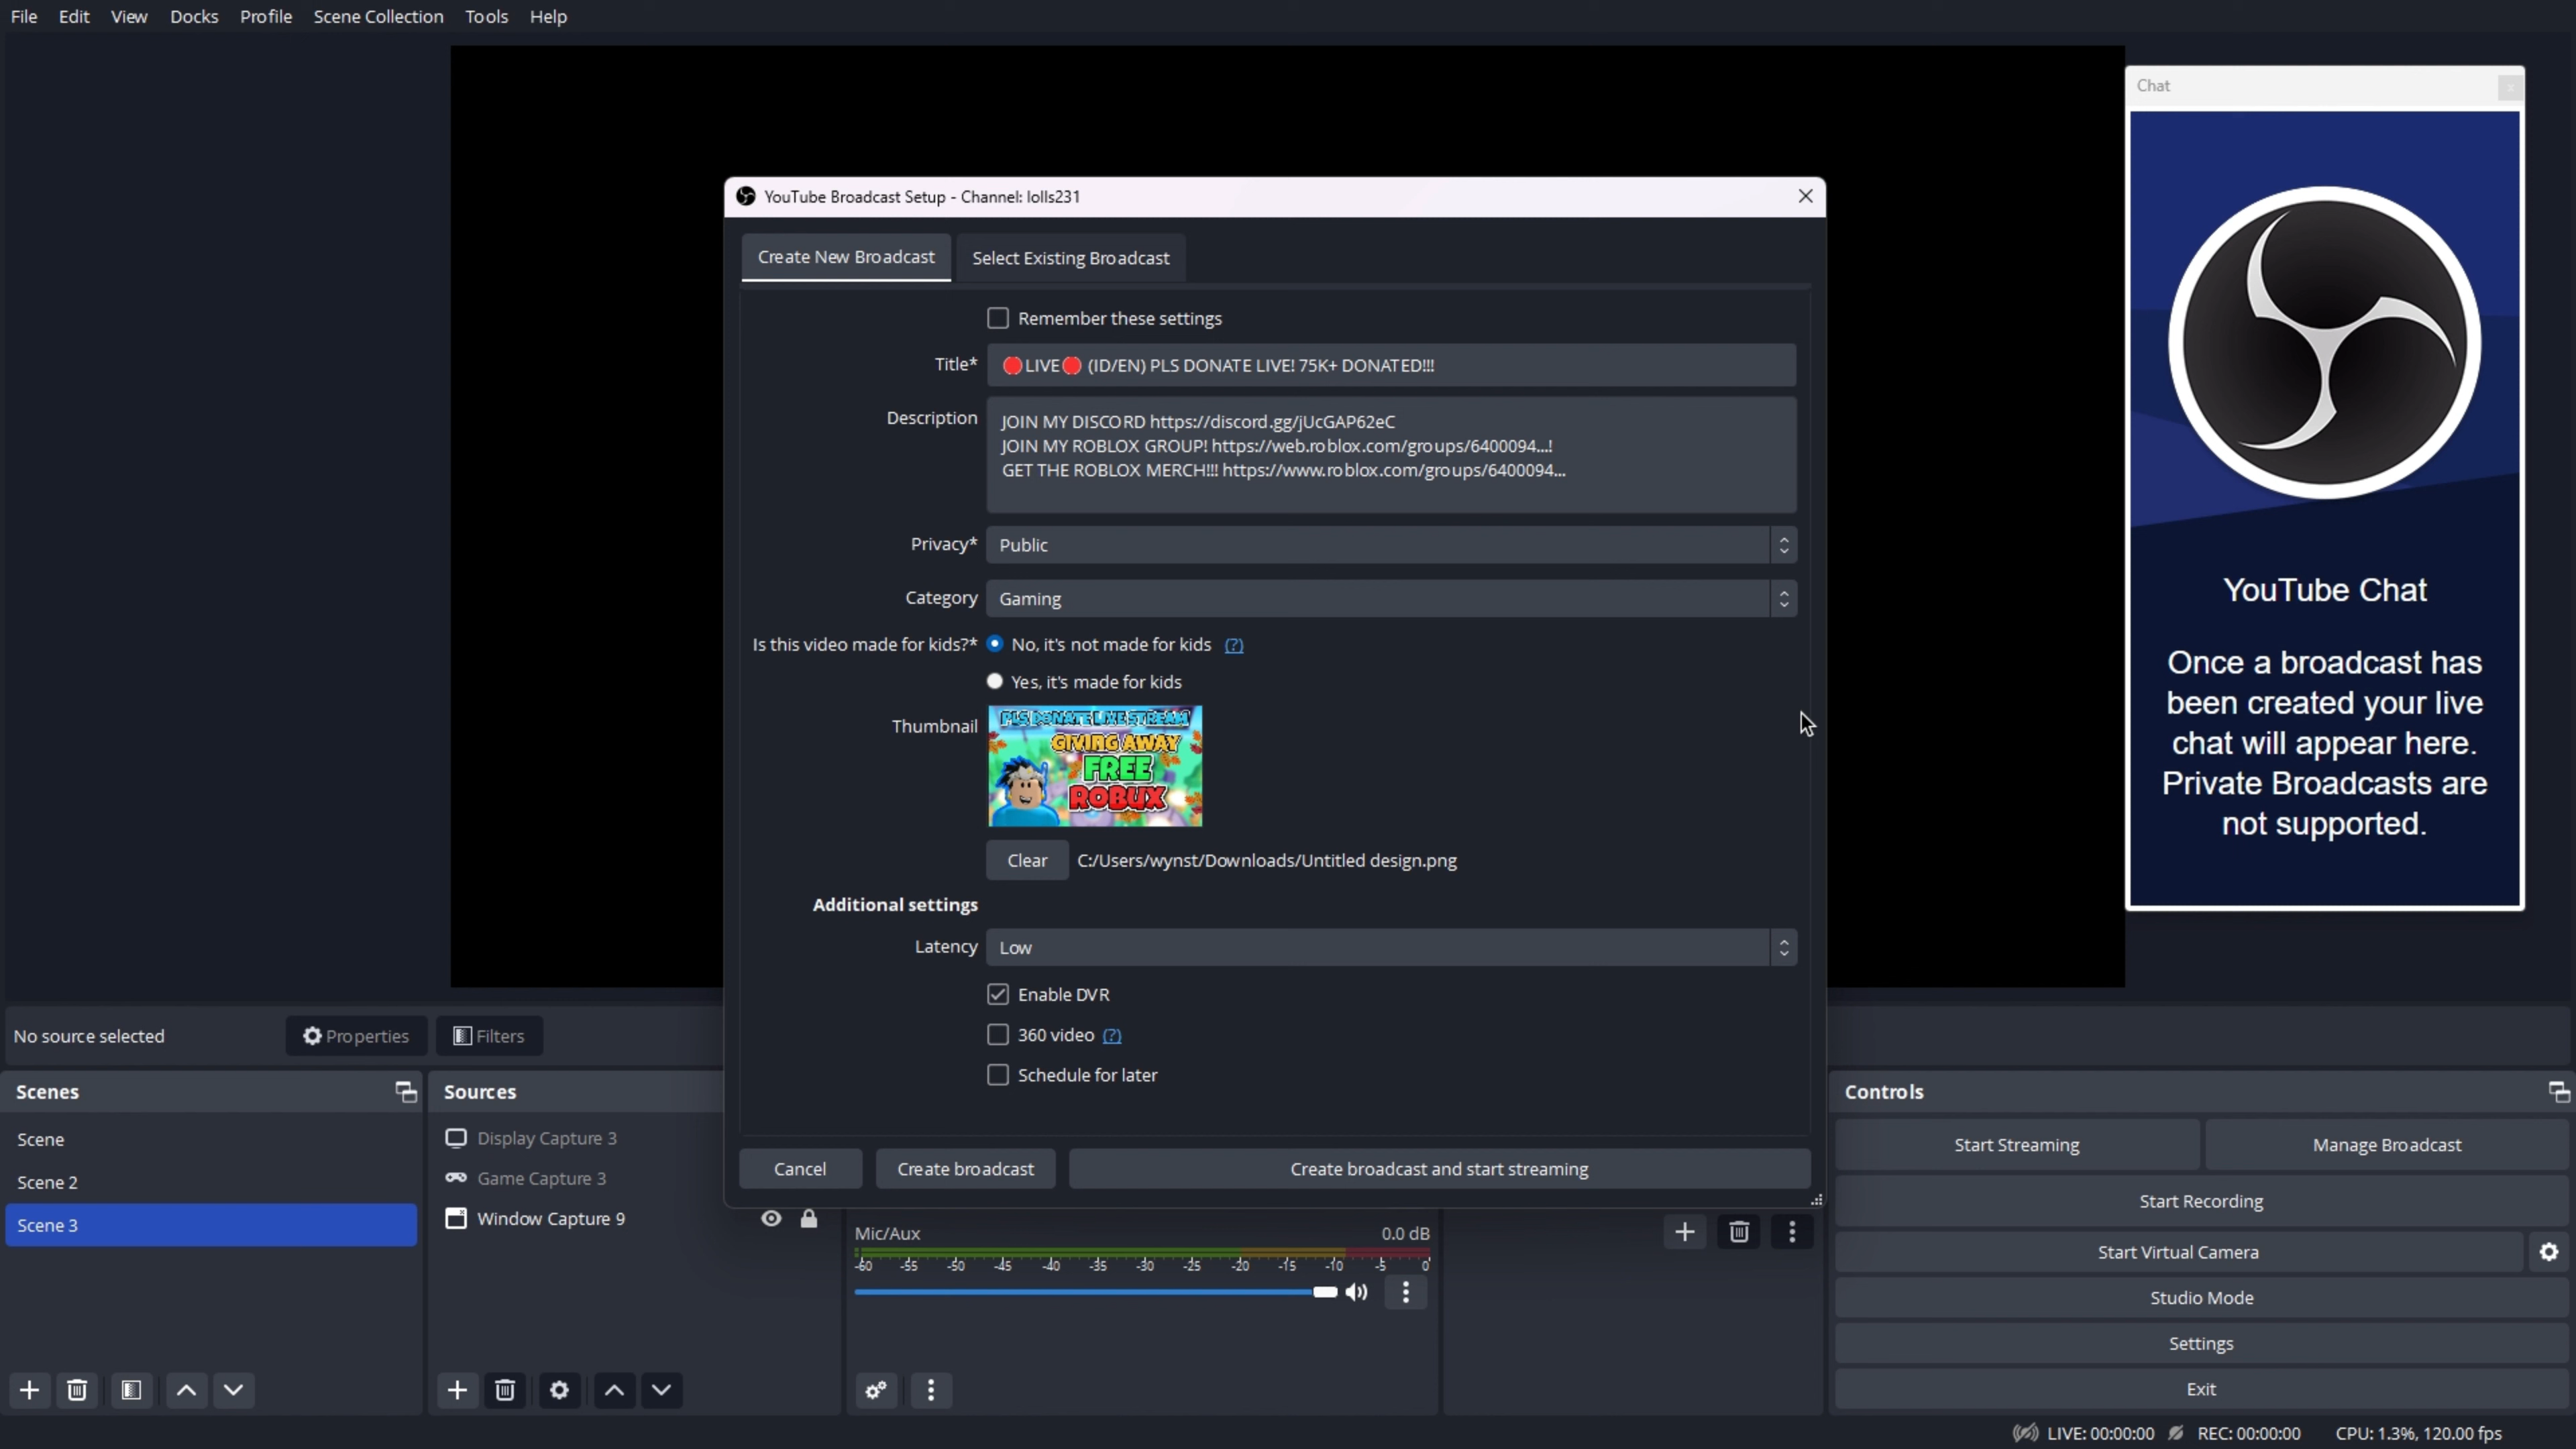 File Edit View Docks Profile Scene Collection Tools Help
Chat
YouTube Broadcast Setup - Channel: lolls231
Create New Broadcast Select Existing Broadcast
Remember these settings
Title* 🔴LIVE🔴 (ID/EN) PLS DONATE LIVE! 75K+ DONATED!!!
Description JOIN MY DISCORD https://discord.gg/jUcGAP62eC
JOIN MY ROBLOX GROUP! https://web.roblox.com/groups/6400094...!
GET THE ROBLOX MERCH!!! https://www.roblox.com/groups/6400094...
Privacy* Public
Category Gaming
Is this video made for kids?* No, it's not made for kids (?)
Yes, it's made for kids
Thumbnail
PLS DONATE LIVE STREAM
GIVING AWAY
FREE
ROBUX
Clear C:/Users/wynst/Downloads/Untitled design.png
Additional settings
Latency Low
Enable DVR
360 video (?)
Schedule for later
Cancel Create broadcast Create broadcast and start streaming
YouTube Chat
Once a broadcast has
been created your live
chat will appear here.
Private Broadcasts are
not supported.
No source selected Properties Filters
Scenes
Scene
Scene 2
Scene 3
Sources
Display Capture 3
Game Capture 3
Window Capture 9
Mic/Aux 0.0 dB
-60 -55 -50 -45 -40 -35 -30 -25 -20 -15 -10 -5 0
Controls
Start Streaming Manage Broadcast
Start Recording
Start Virtual Camera
Studio Mode
Settings
Exit
LIVE: 00:00:00 REC: 00:00:00 CPU: 1.3%, 120.00 fps